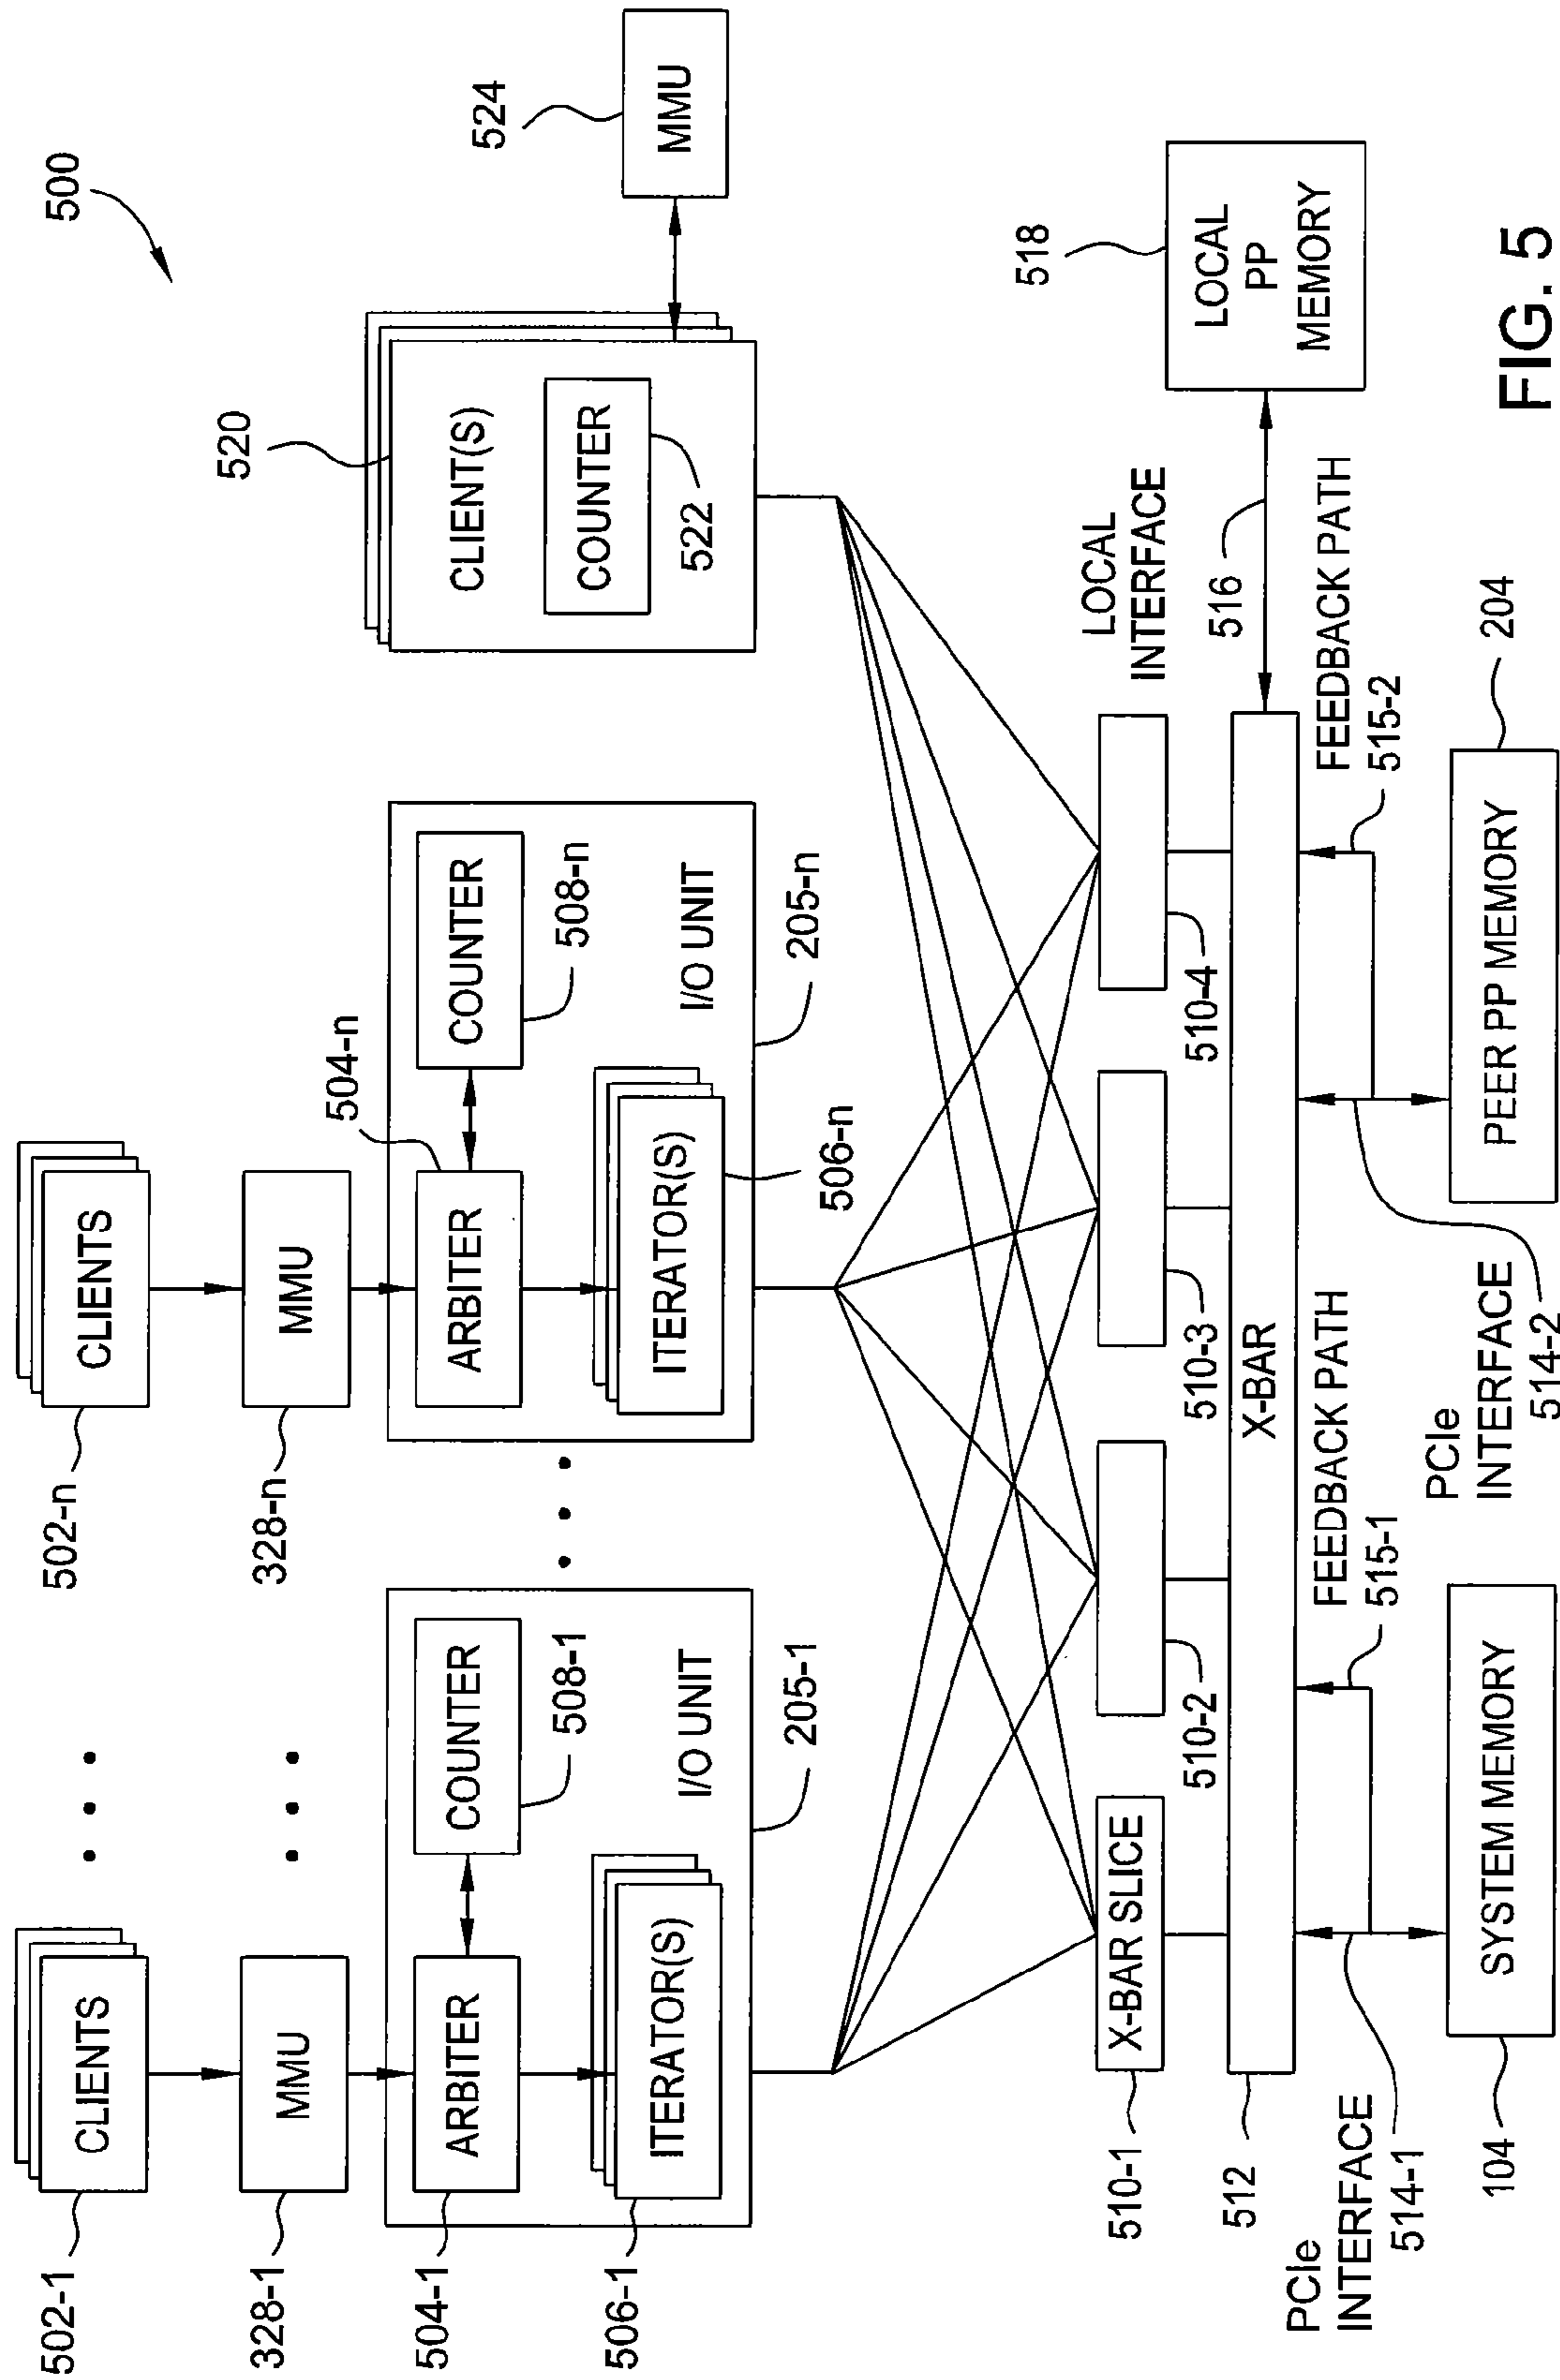 500
502-1
CLIENTS
502-n
CLIENTS
520
CLIENT(S)
COUNTER
522
524
MMU
328-1
MMU
328-n
MMU
504-1
ARBITER
COUNTER
508-1
504-n
ARBITER
COUNTER
508-n
506-1
ITERATOR(S)
I/O UNIT
205-1
ITERATOR(S)
506-n
I/O UNIT
205-n
510-1
X-BAR SLICE
510-2
510-3
510-4
LOCAL
INTERFACE
516
518
LOCAL
PP
MEMORY
512
X-BAR
PCIe
INTERFACE
514-1
FEEDBACK PATH
515-1
PCIe
INTERFACE
514-2
FEEDBACK PATH
515-2
104
SYSTEM MEMORY
PEER PP MEMORY
204
FIG. 5